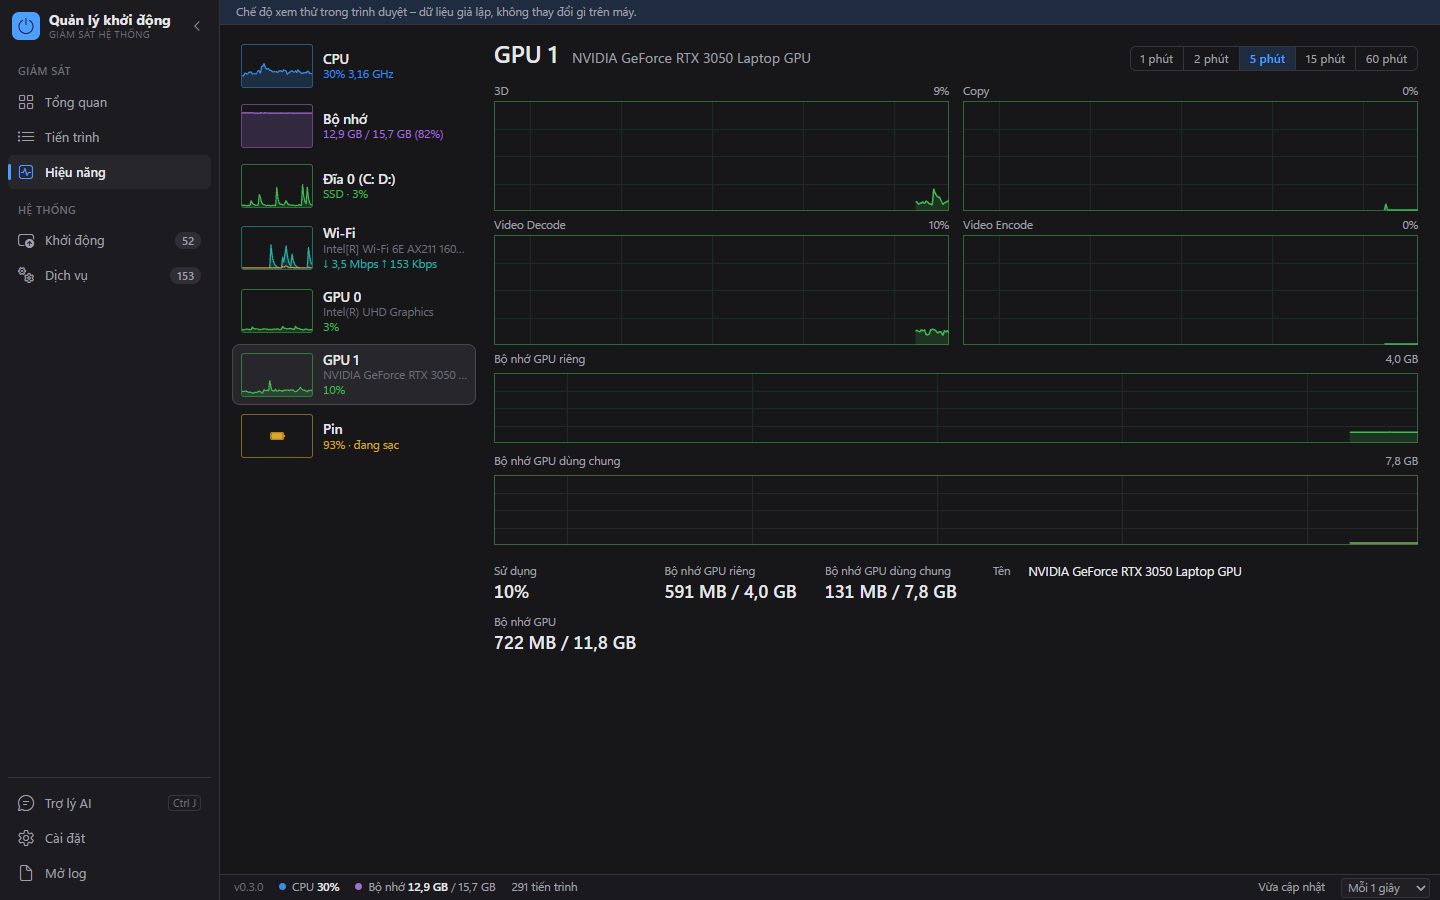 Quản lý khởi động
GIÁM SÁT HỆ THỐNG
GIÁM SÁT
Tổng quan
Tiến trình
Hiệu năng
HỆ THỐNG
Khởi động 52
Dịch vụ 153
Trợ lý AI Ctrl J
Cài đặt
Mở log
Chế độ xem thử trong trình duyệt – dữ liệu giả lập, không thay đổi gì trên máy.
CPU
30% 3,16 GHz
Bộ nhớ
12,9 GB / 15,7 GB (82%)
Đĩa 0 (C: D:)
SSD · 3%
Wi-Fi
Intel[R] Wi-Fi 6E AX211 160...
↓ 3,5 Mbps ↑ 153 Kbps
GPU 0
Intel(R) UHD Graphics
3%
GPU 1
NVIDIA GeForce RTX 3050 ...
10%
Pin
93% · đang sạc
GPU 1 NVIDIA GeForce RTX 3050 Laptop GPU
1 phút 2 phút 5 phút 15 phút 60 phút
3D 9% Copy 0%
Video Decode 10% Video Encode 0%
Bộ nhớ GPU riêng 4,0 GB
Bộ nhớ GPU dùng chung 7,8 GB
Sử dụng Bộ nhớ GPU riêng Bộ nhớ GPU dùng chung Tên NVIDIA GeForce RTX 3050 Laptop GPU
10% 591 MB / 4,0 GB 131 MB / 7,8 GB
Bộ nhớ GPU
722 MB / 11,8 GB
v0.3.0 CPU 30% Bộ nhớ 12,9 GB / 15,7 GB 291 tiến trình Vừa cập nhật Mỗi 1 giây